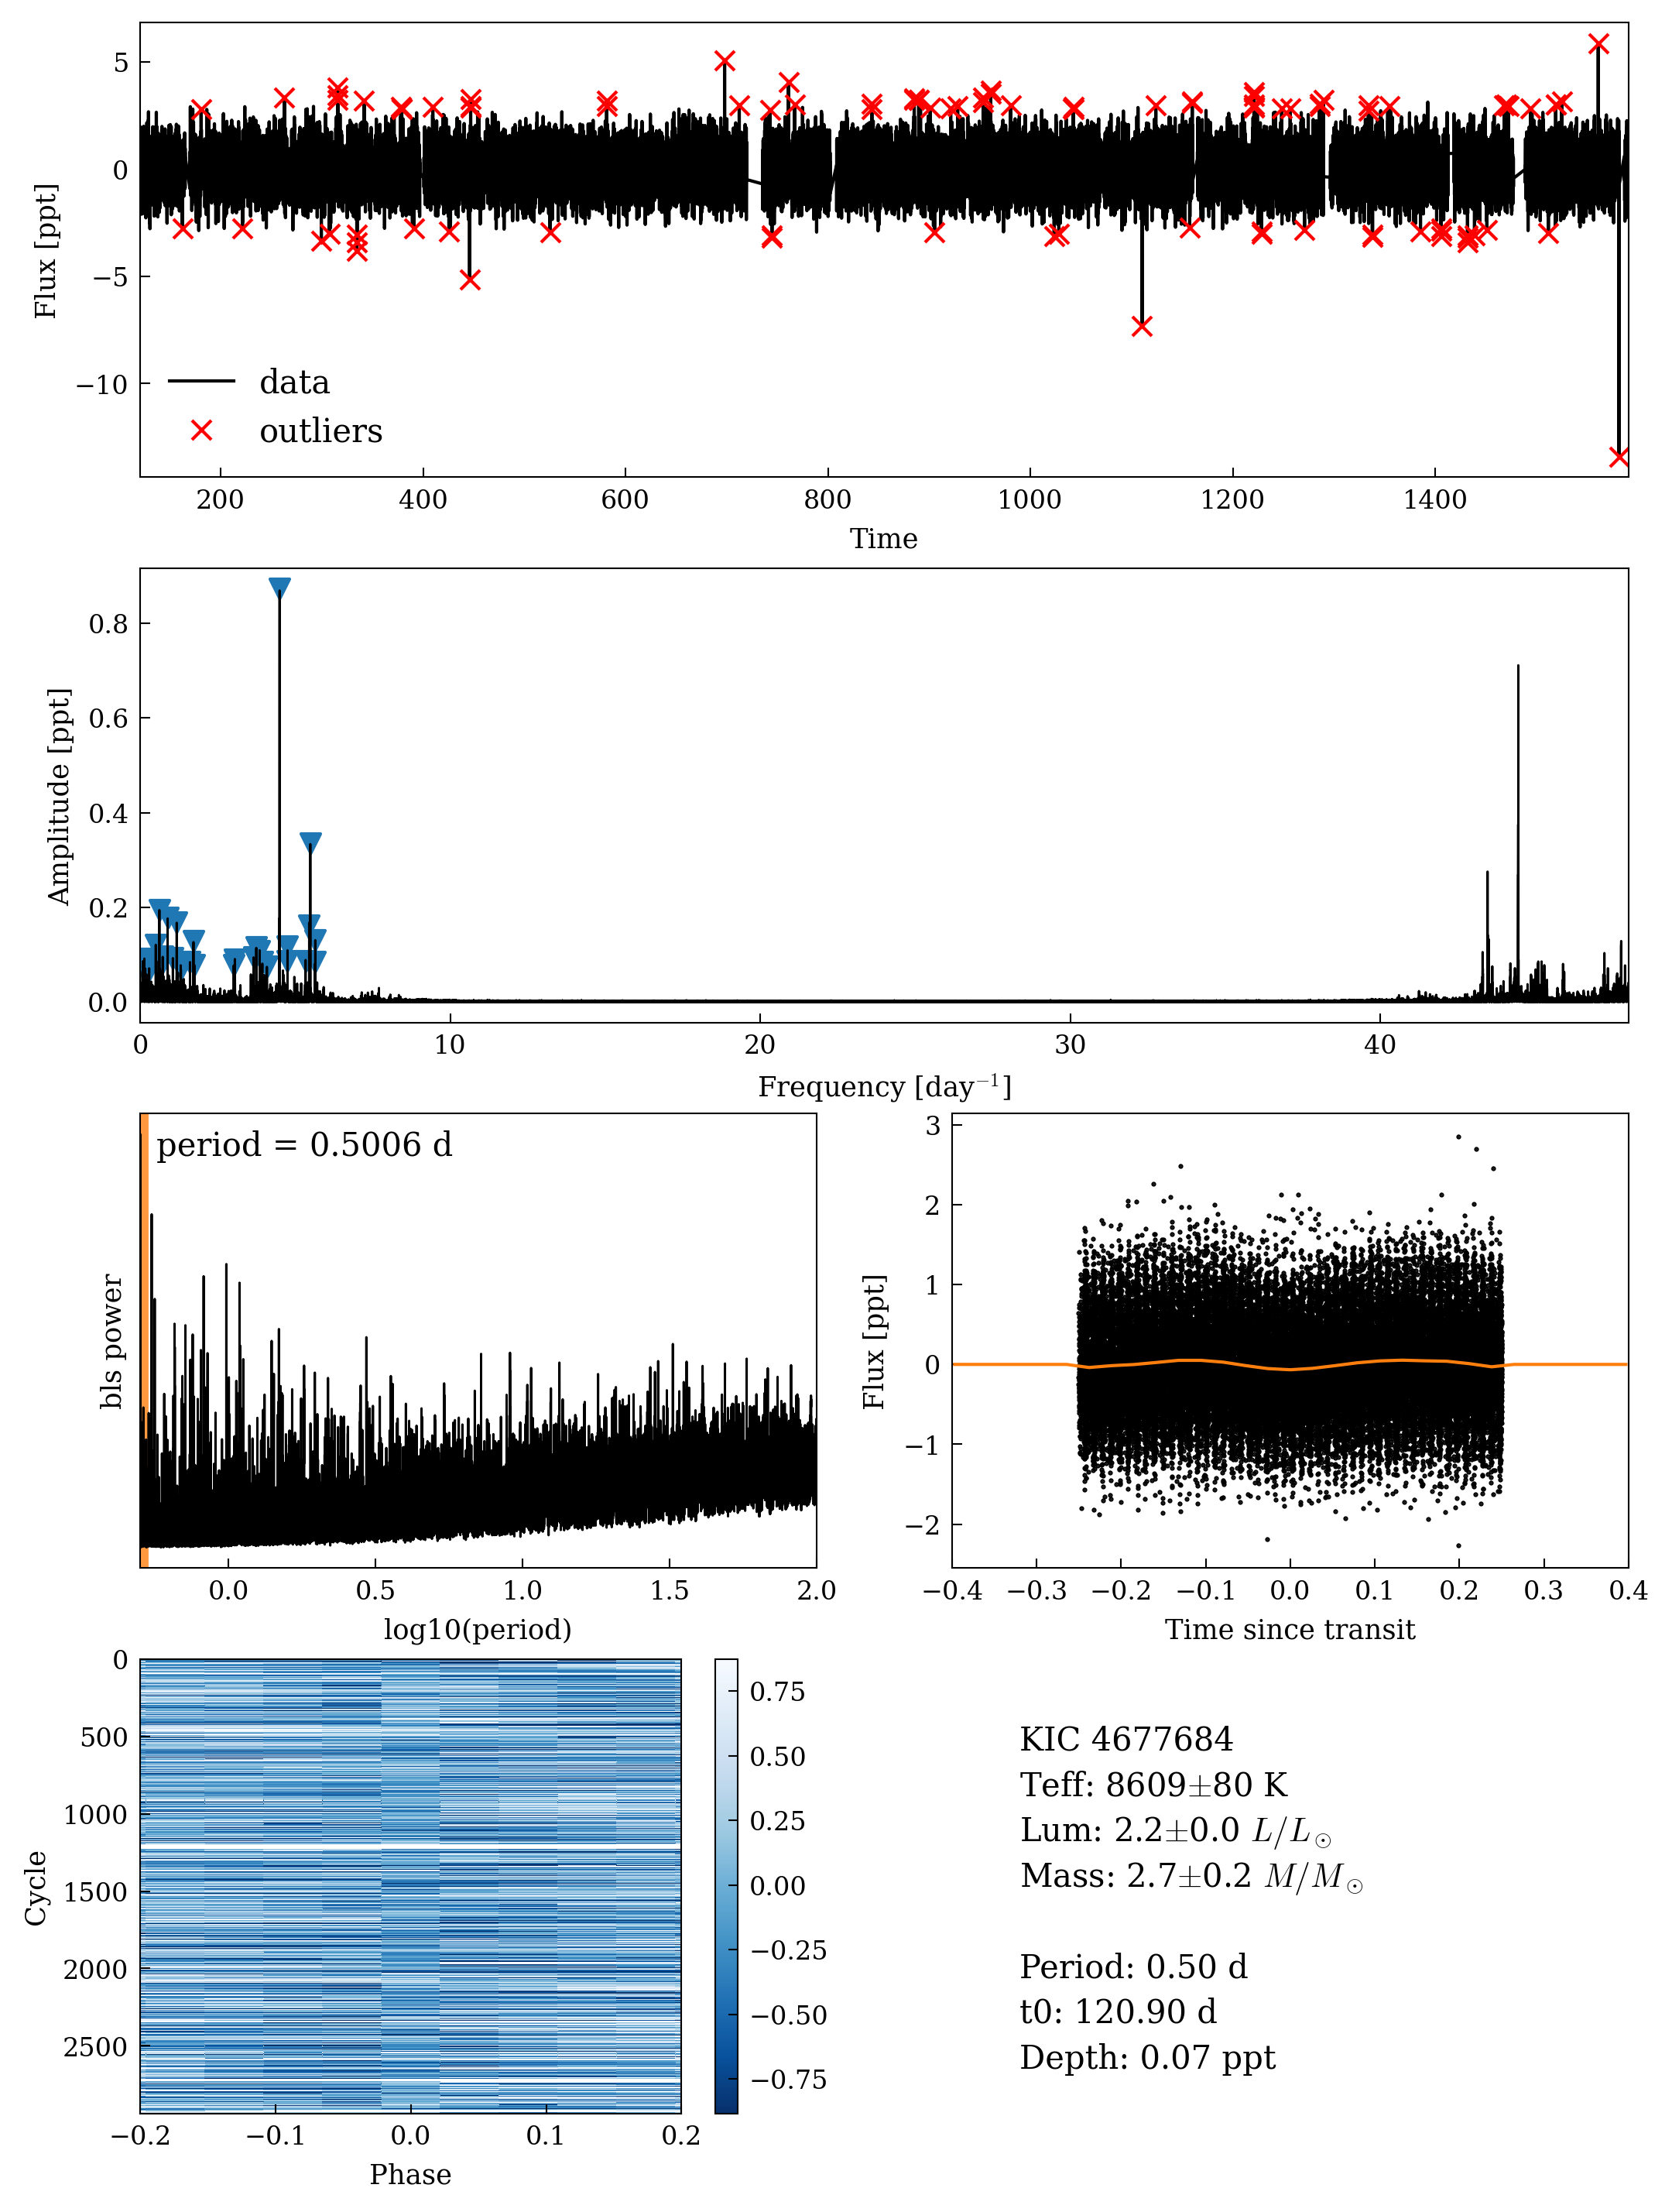 5
0
−5
−10
Flux [ppt]
data
outliers
200
400
600
800
1000
1200
1400
Time
0.8
0.6
0.4
0.2
0.0
Amplitude [ppt]
0
10
20
30
40
Frequency [day⁻¹]
period = 0.5006 d
bls power
0.0
0.5
1.0
1.5
2.0
log10(period)
3
2
1
0
−1
−2
Flux [ppt]
−0.4
−0.3
−0.2
−0.1
0.0
0.1
0.2
0.3
0.4
Time since transit
0
500
1000
1500
2000
2500
Cycle
−0.2
−0.1
0.0
0.1
0.2
Phase
0.75
0.50
0.25
0.00
−0.25
−0.50
−0.75
KIC 4677684
Teff: 8609±80 K
Lum: 2.2±0.0 L/L☉
Mass: 2.7±0.2 M/M☉
Period: 0.50 d
t0: 120.90 d
Depth: 0.07 ppt